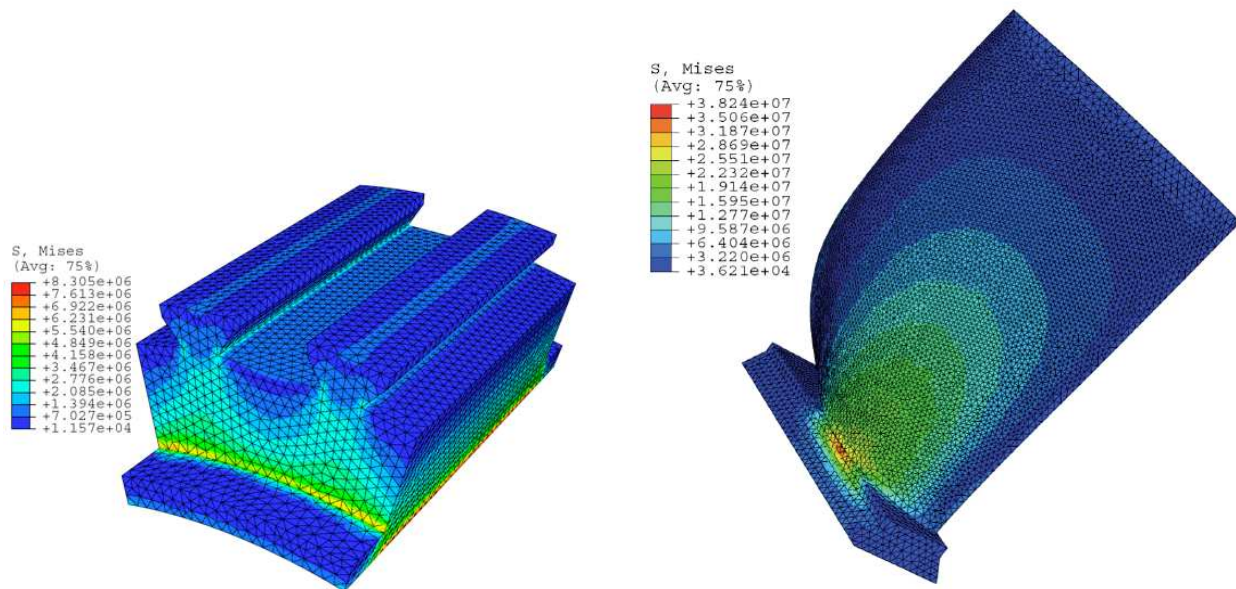 S, Mises
(Avg: 75%)
+8.305e+06
+7.613e+06
+6.922e+06
+6.231e+06
+5.540e+06
+4.849e+06
+4.158e+06
+3.467e+06
+2.776e+06
+2.085e+06
+1.394e+06
+7.027e+05
+1.157e+04
S, Mises
(Avg: 75%)
+3.824e+07
+3.506e+07
+3.187e+07
+2.869e+07
+2.551e+07
+2.232e+07
+1.914e+07
+1.595e+07
+1.277e+07
+9.587e+06
+6.404e+06
+3.220e+06
+3.621e+04